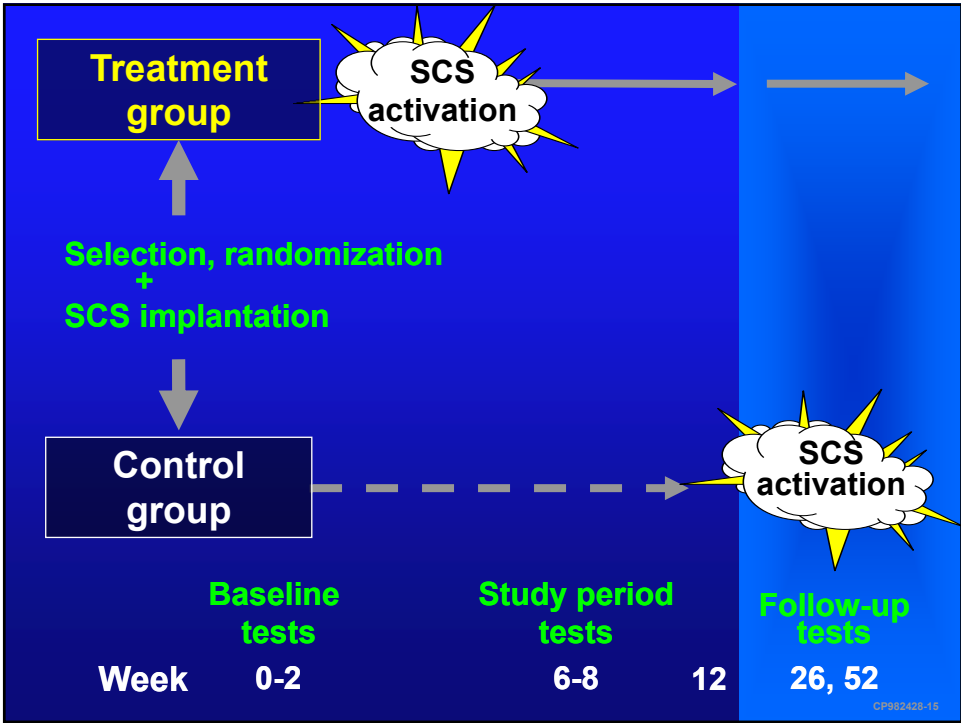 Treatment
group
SCS
activation
Selection, randomization
+
SCS implantation
Control
group
SCS
activation
Baseline
tests
Study period
tests
Follow-up
tests
Week 0-2 6-8 12 26, 52
CP982428-15